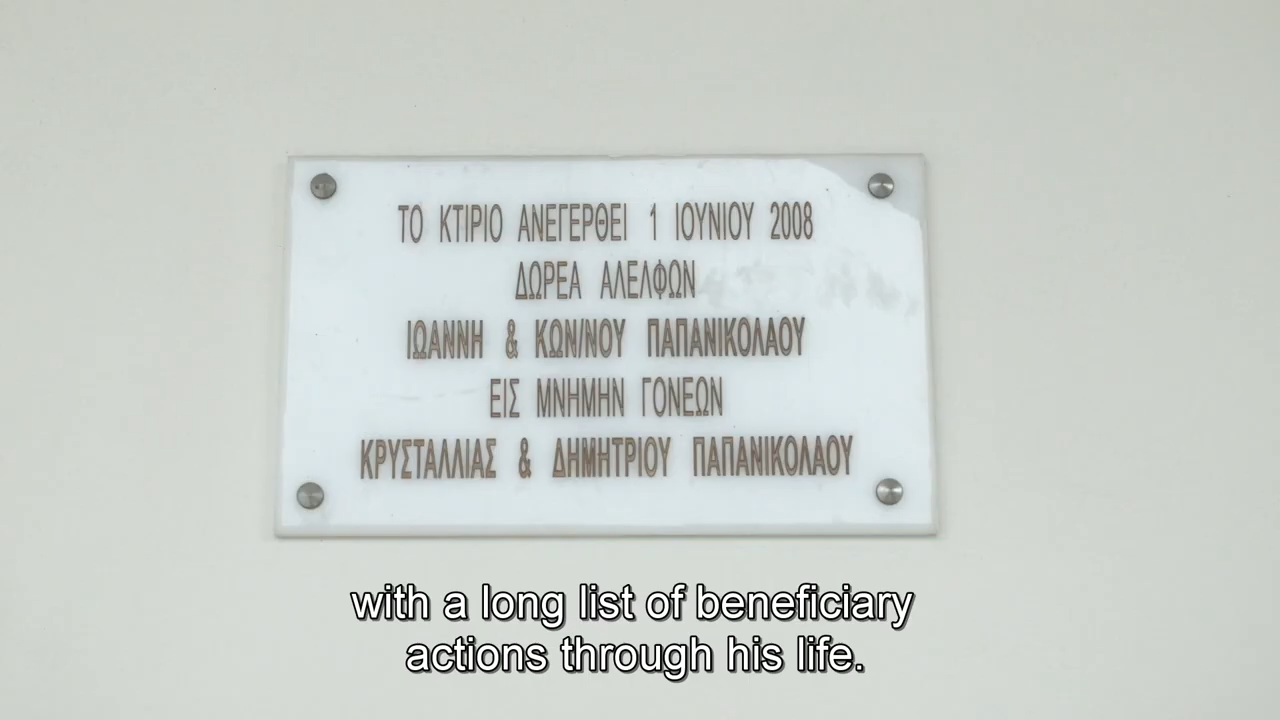 ΤΟ ΚΤΙΡΙΟ ΑΝΕΓΕΡΘΕΙ 1 ΙΟΥΝΙΟΥ 2008
ΔΩΡΕΑ ΑΛΕΛΦΩΝ
ΙΩΑΝΝΗ & ΚΩΝ/ΝΟΥ ΠΑΠΑΝΙΚΟΛΑΟΥ
ΕΙΣ ΜΝΗΜΗΝ ΓΟΝΕΩΝ
ΚΡΥΣΤΑΛΛΙΑΣ & ΔΗΜΗΤΡΙΟΥ ΠΑΠΑΝΙΚΟΛΑΟΥ
with a long list of beneficiary
actions through his life.